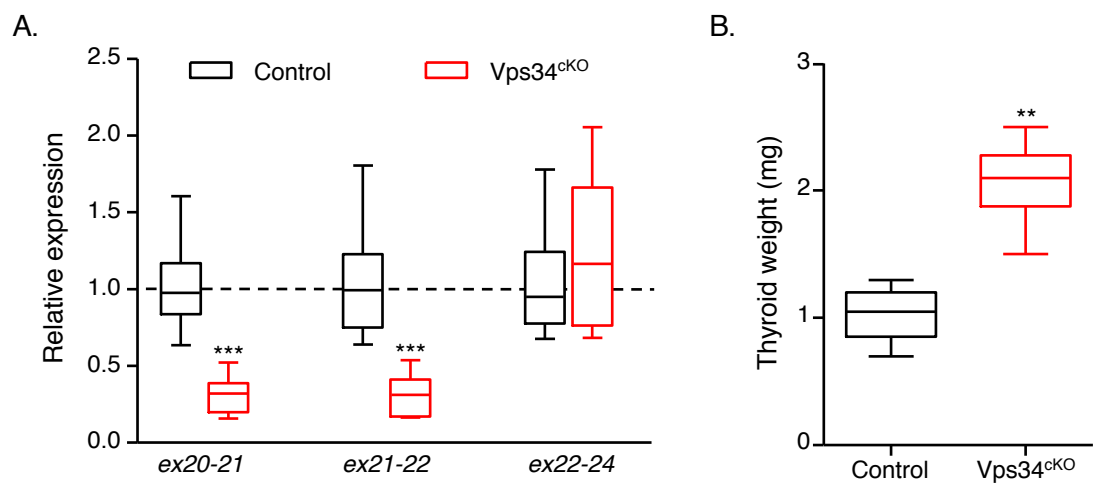 A.
Control
Vps34cKO
Relative expression
2.5
2.0
1.5
1.0
0.5
0.0
***
***
ex20-21
ex21-22
ex22-24
B.
Thyroid weight (mg)
3
2
1
0
**
Control
Vps34cKO